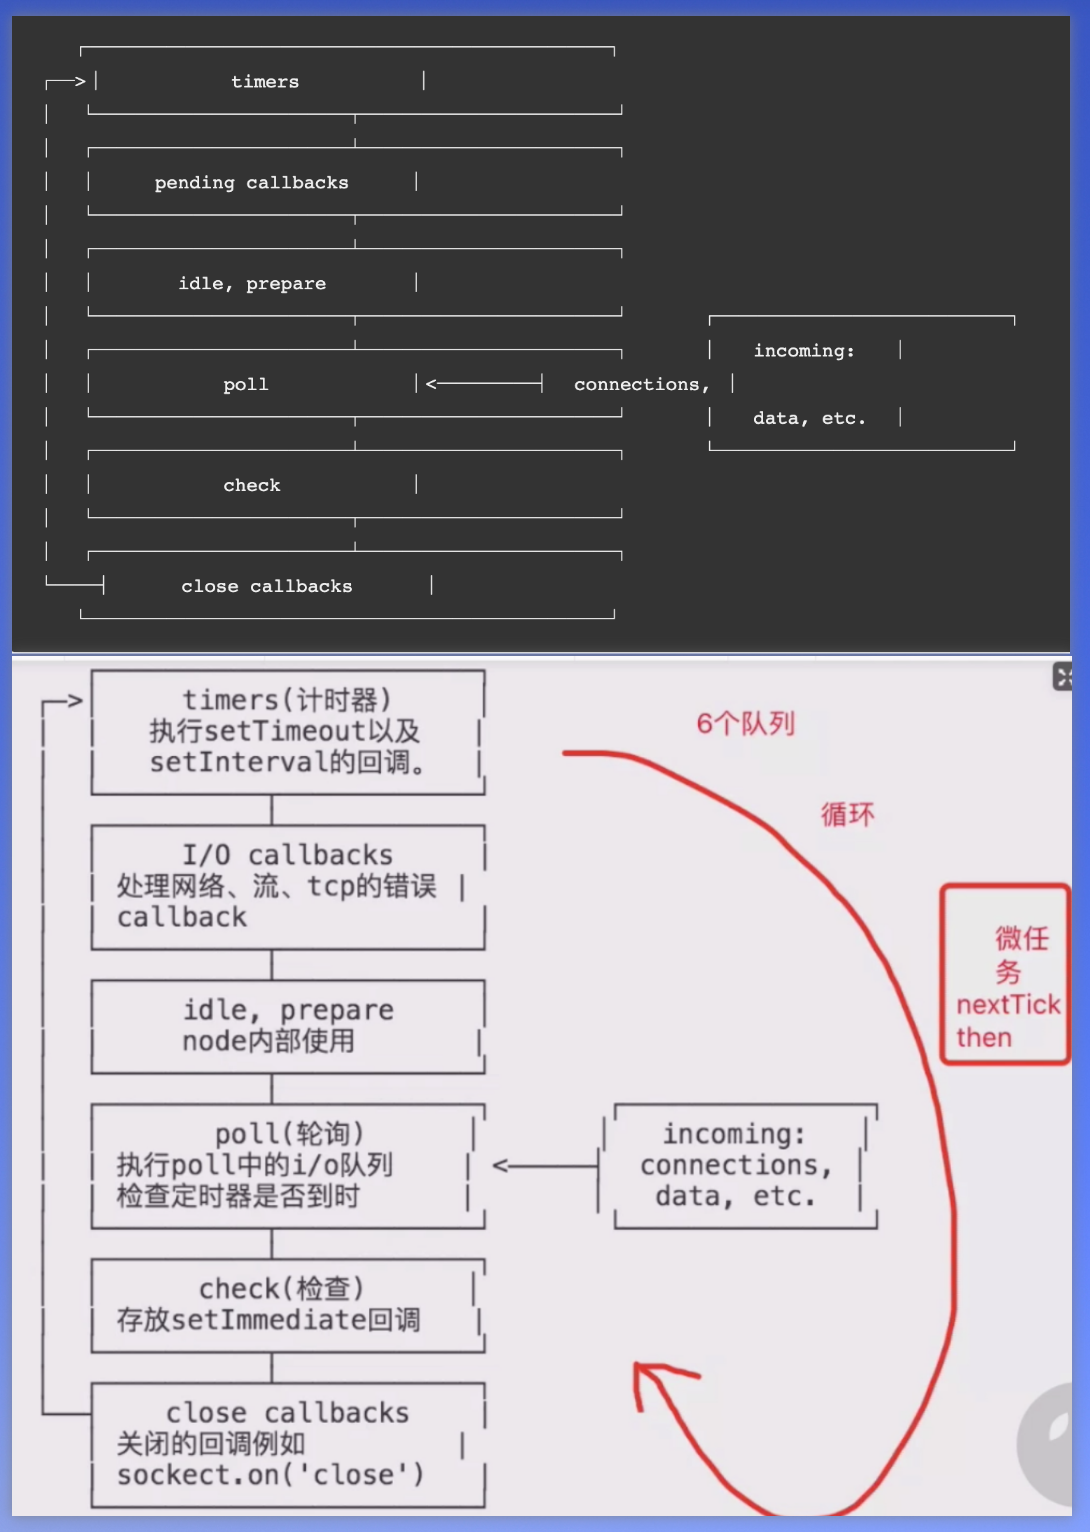 timers
pending callbacks
idle, prepare
incoming:
poll
connections,
data, etc.
check
close callbacks
timers(计时器)
执行setTimeout以及
setInterval的回调。
6个队列
循环
I/O callbacks
处理网络、流、tcp的错误
callback
微任
务
nextTick
then
idle, prepare
node内部使用
poll(轮询)
执行poll中的i/o队列
检查定时器是否到时
incoming:
connections,
data, etc.
check(检查)
存放setImmediate回调
close callbacks
关闭的回调例如
sockect.on('close')